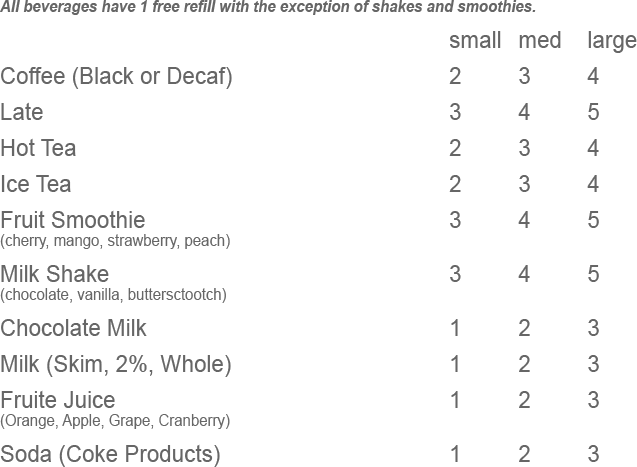 All beverages have 1 free refill with the exception of shakes and smoothies.
small med large
Coffee (Black or Decaf) 2 3 4
Late 3 4 5
Hot Tea 2 3 4
Ice Tea 2 3 4
Fruit Smoothie 3 4 5
(cherry, mango, strawberry, peach)
Milk Shake 3 4 5
(chocolate, vanilla, buttersctootch)
Chocolate Milk 1 2 3
Milk (Skim, 2%, Whole) 1 2 3
Fruite Juice 1 2 3
(Orange, Apple, Grape, Cranberry)
Soda (Coke Products) 1 2 3